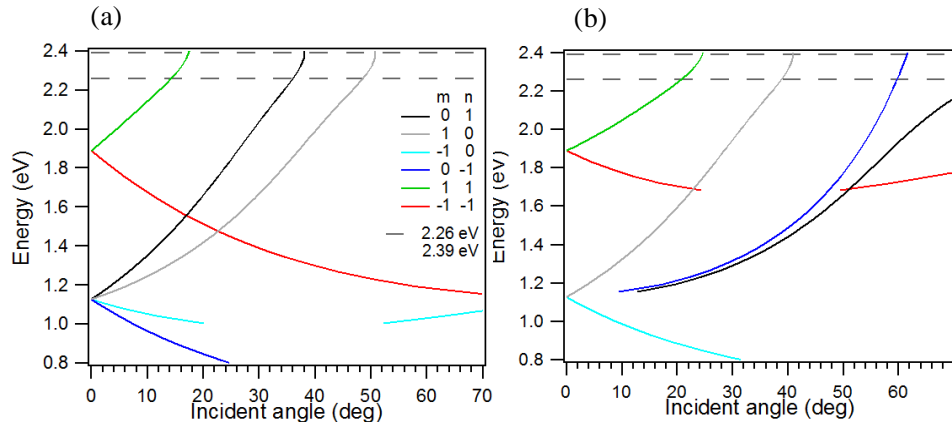 (a)
(b)
2.4
2.2
2.0
1.8
1.6
1.4
1.2
1.0
0.8
Energy (eV)
m n
0 1
1 0
-1 0
0 -1
1 1
-1 -1
2.26 eV
2.39 eV
0 10 20 30 40 50 60 70
Incident angle (deg)
2.4
2.2
2.0
1.8
1.6
1.4
1.2
1.0
0.8
Energy (eV)
0 10 20 30 40 50 60
Incident angle (deg)